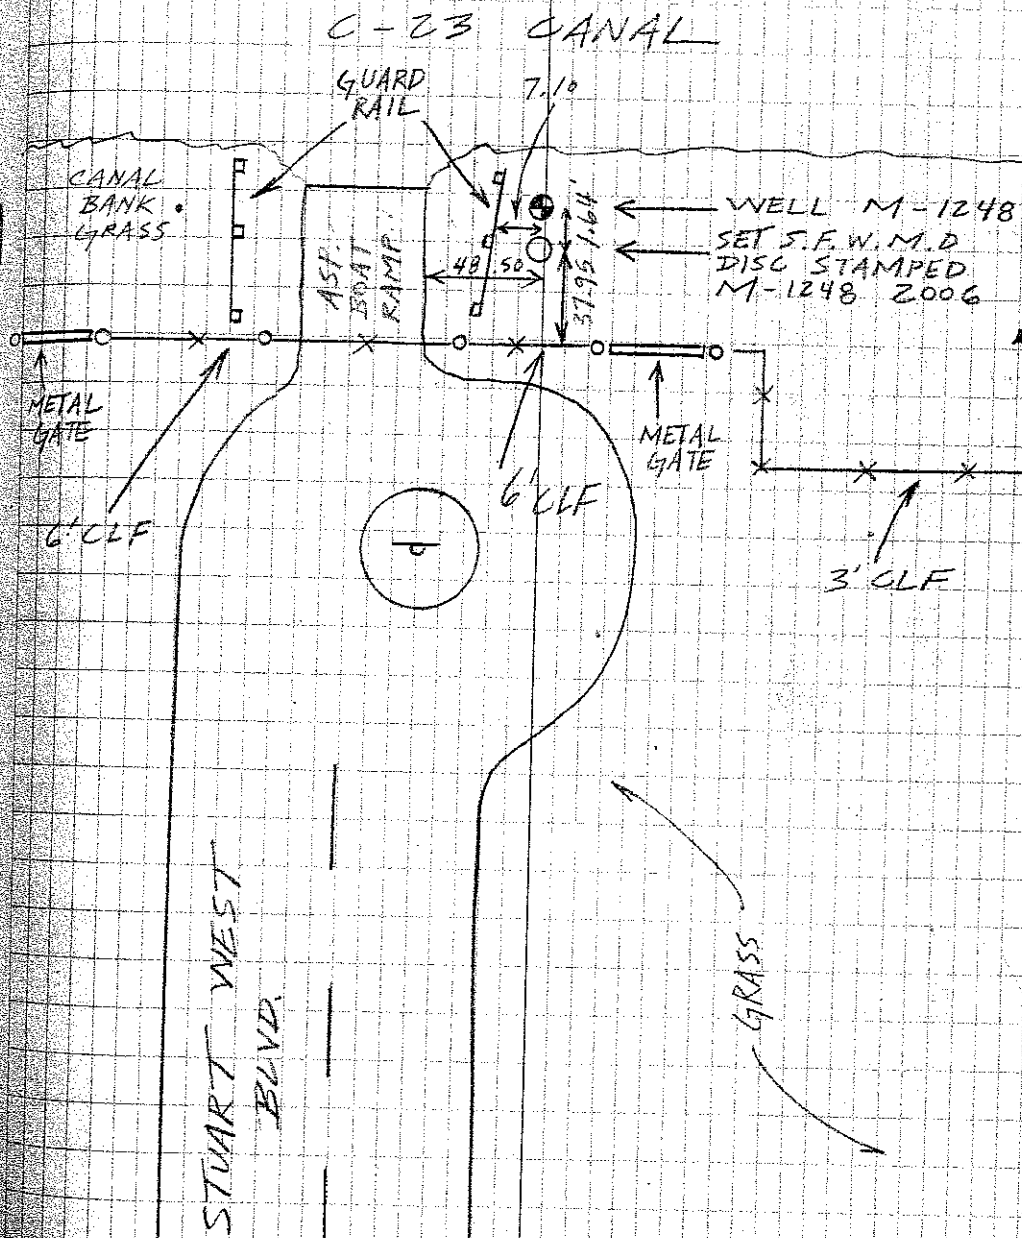 C-23 CANAL
GUARD
RAIL
7.10
CANAL
BANK
GRASS
ASP.
BOAT
RAMP.
48.50
1.64'
37.95
WELL M-1248
SET S.F.W.M.D
DISC STAMPED
M-1248 2006
METAL
GATE
METAL
GATE
6' CLF
6' CLF
3' CLF
STUART WEST
BLVD.
GRASS